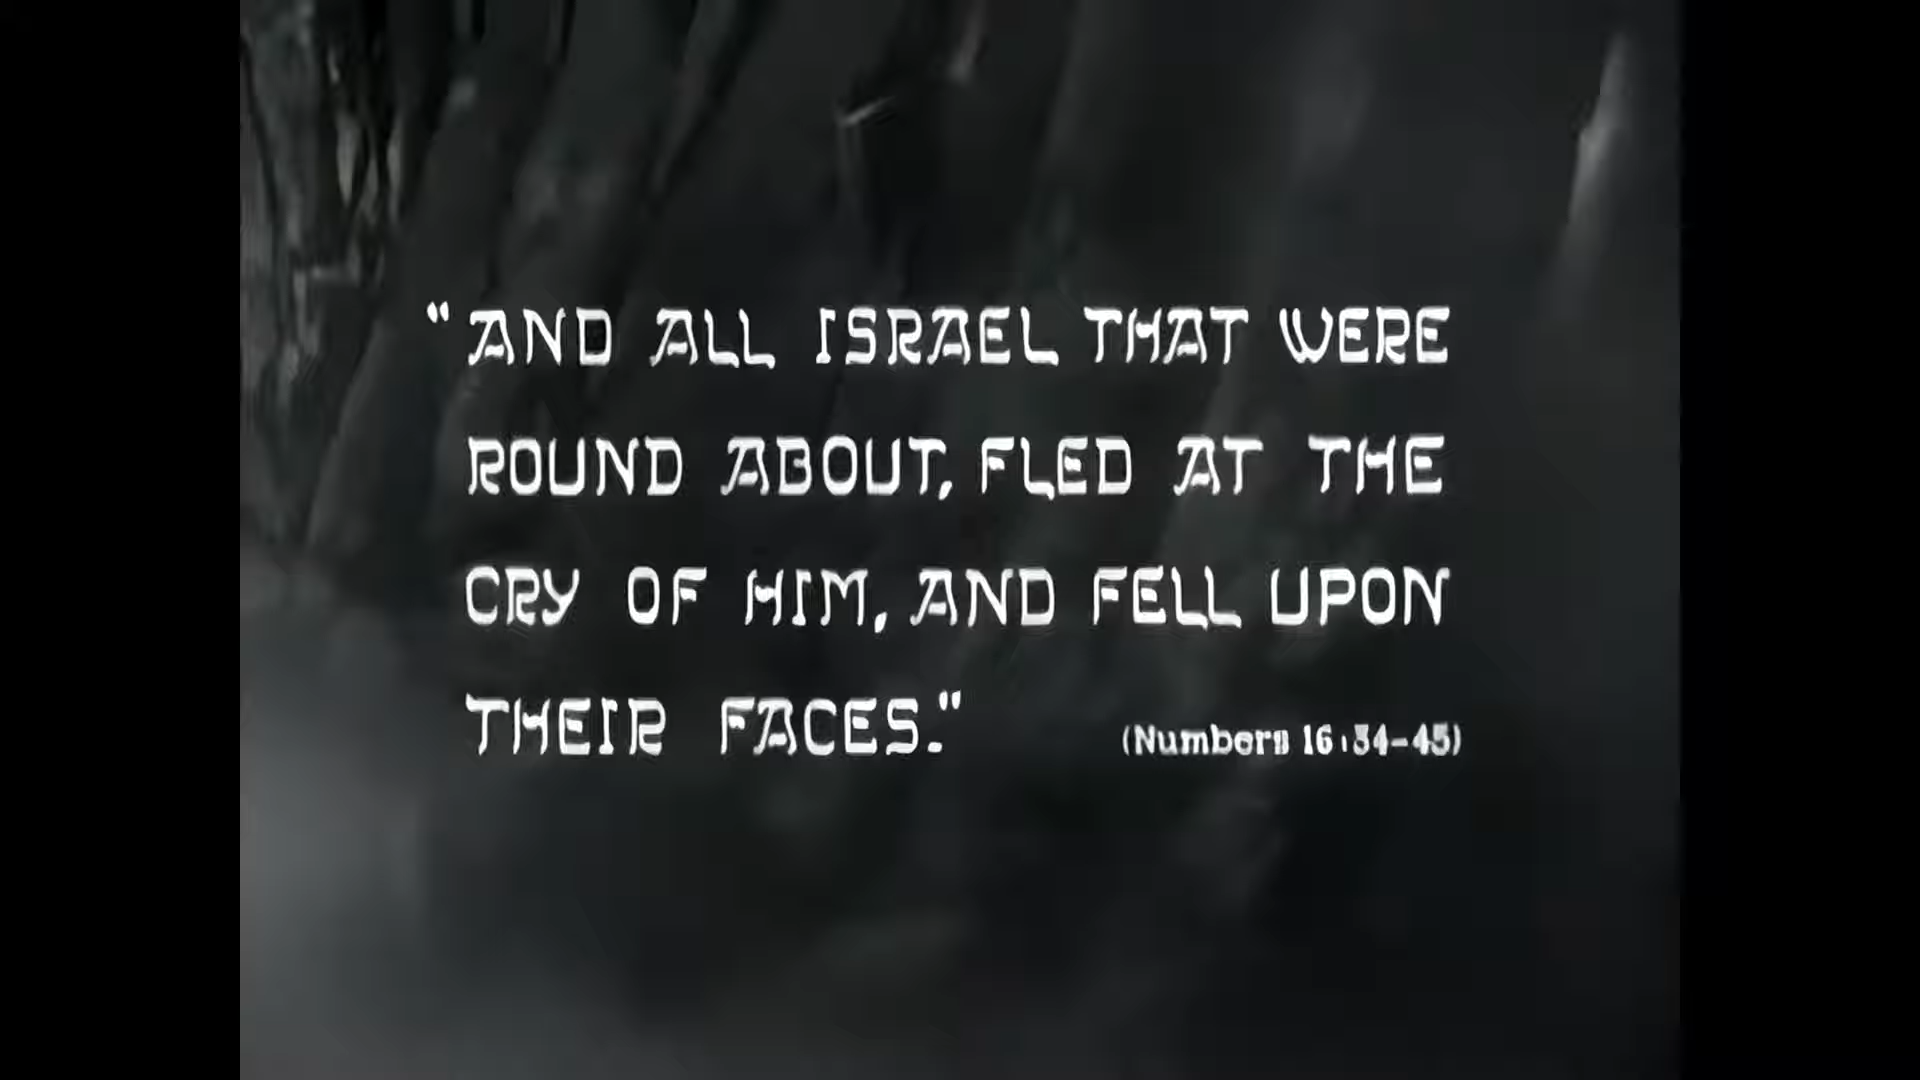 "AND ALL ISRAEL THAT WERE
ROUND ABOUT, FLED AT THE
CRY OF HIM, AND FELL UPON
THEIR FACES."
(Numbers 16:34-45)